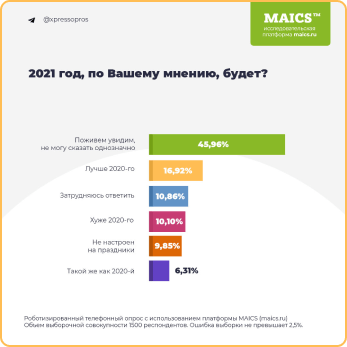 @xpressopros
MAICS™
исследовательская
платформа maics.ru
2021 год, по Вашему мнению, будет?
Поживем увидим,
не могу сказать однозначно
45,96%
Лучше 2020-го
16,92%
Затрудняюсь ответить
10,86%
Хуже 2020-го
10,10%
Не настроен
на праздники
9,85%
Такой же как 2020-й
6,31%
Роботизированный телефонный опрос с использованием платформы MAICS (maics.ru)
Объем выборочной совокупности 1500 респондентов. Ошибка выборки не превышает 2,5%.